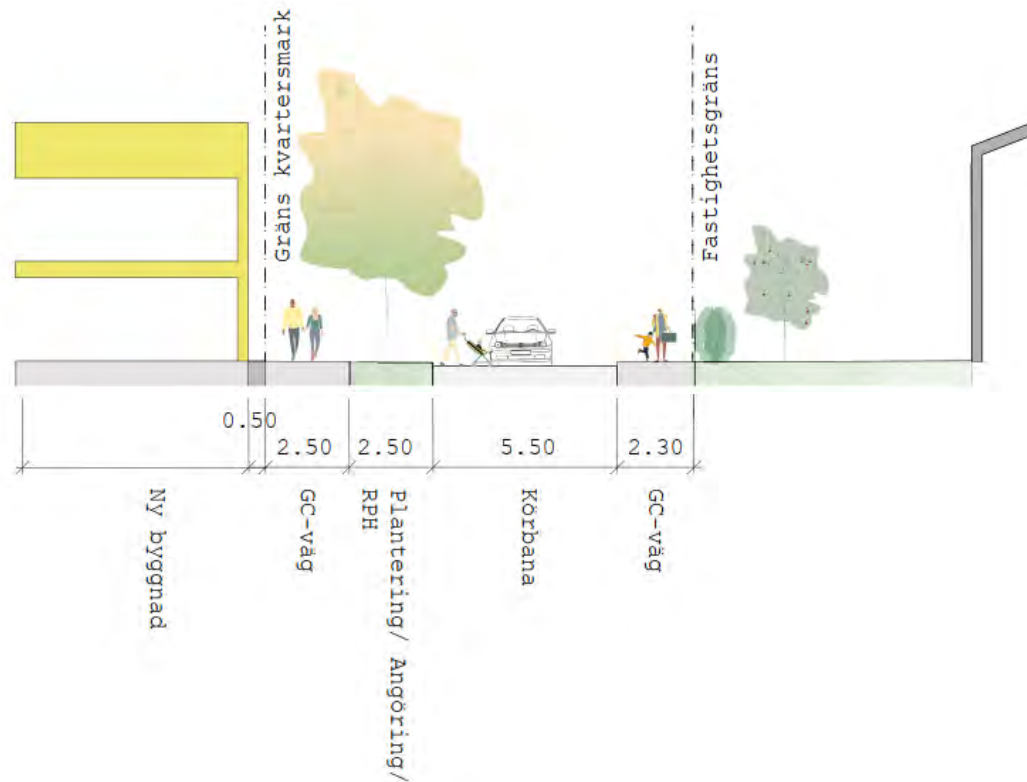 Gräns kvartersmark
Fastighetsgräns
0.50
2.50
2.50
5.50
2.30
Ny byggnad
GC-väg
Plantering/ Angöring/
RPH
Körbana
GC-väg